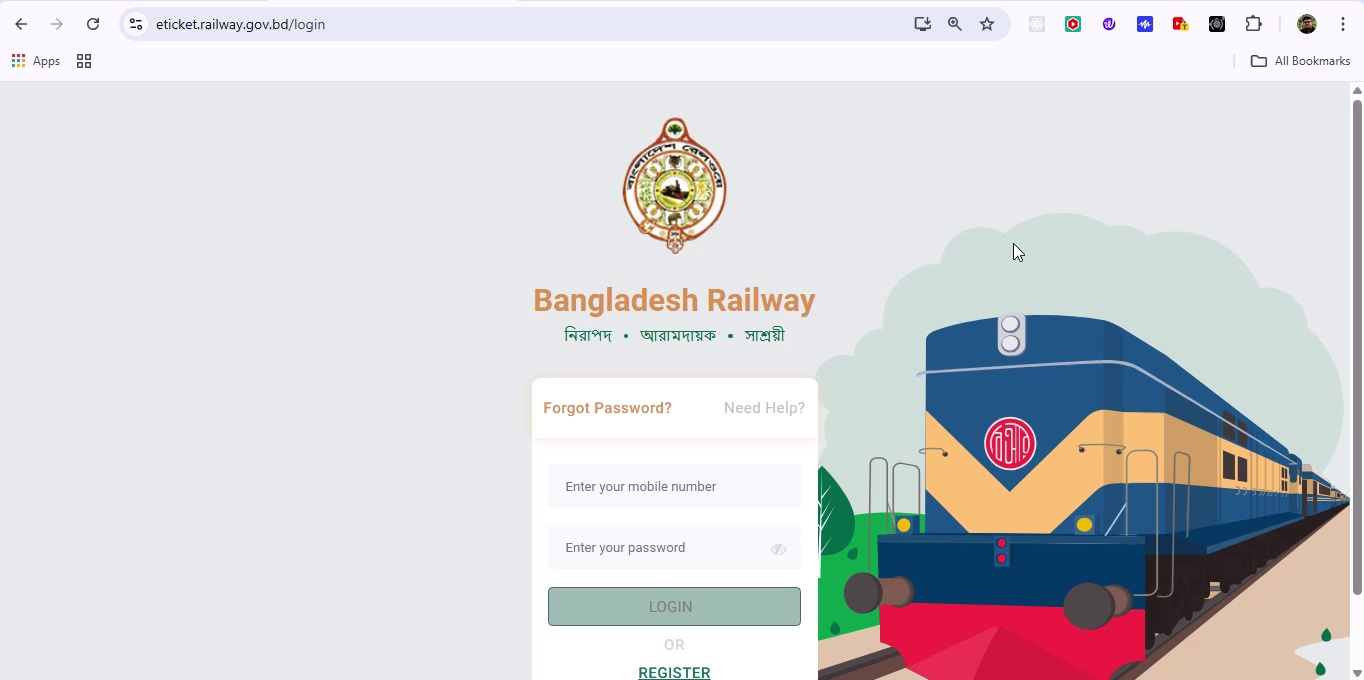 eticket.railway.gov.bd/login
Apps
All Bookmarks
বাংলাদেশ রেলওয়ে
Bangladesh Railway
নিরাপদ • আরামদায়ক • সাশ্রয়ী
Forgot Password? Need Help?
Enter your mobile number
Enter your password
LOGIN
OR
REGISTER